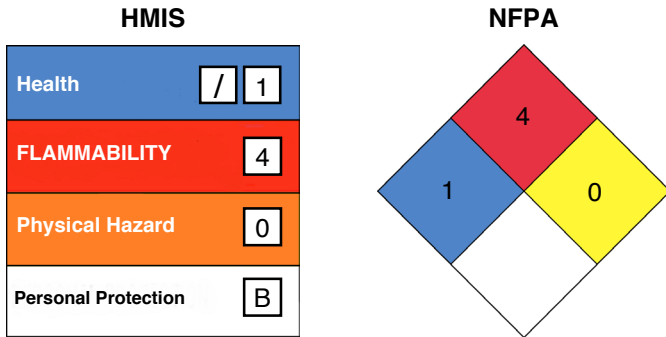 HMIS
Health / 1
FLAMMABILITY 4
Physical Hazard 0
Personal Protection B
NFPA
4
1 0